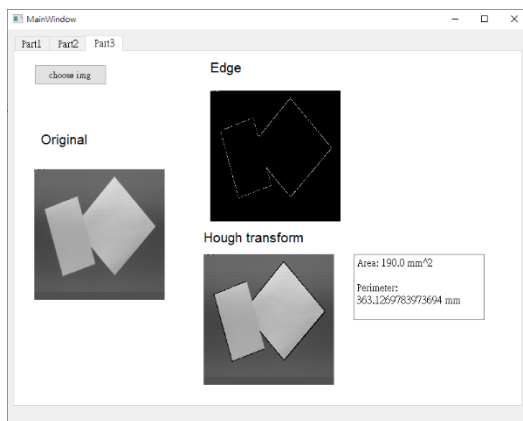 MainWindow
Part1 Part2 Part3
choose img
Edge
Original
Hough transform
Area: 190.0 mm^2
Perimeter:
363.1269783973694 mm